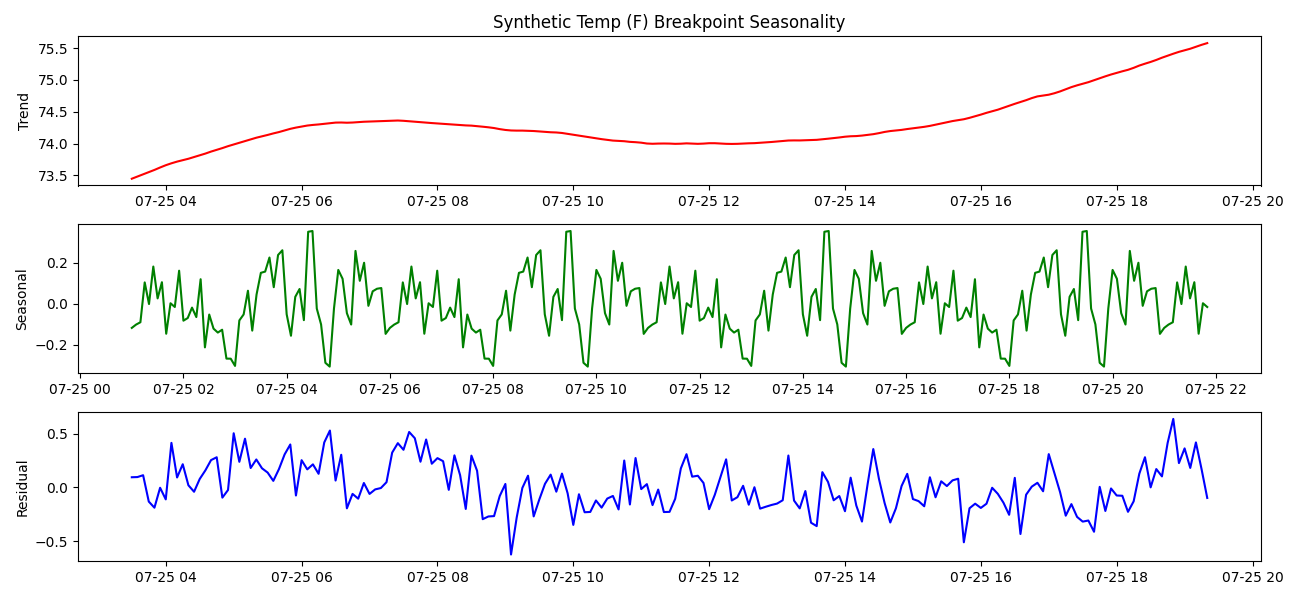 Synthetic Temp (F) Breakpoint Seasonality
Trend
75.5
75.0
74.5
74.0
73.5
07-25 04 07-25 06 07-25 08 07-25 10 07-25 12 07-25 14 07-25 16 07-25 18 07-25 20
Seasonal
0.2
0.0
−0.2
07-25 00 07-25 02 07-25 04 07-25 06 07-25 08 07-25 10 07-25 12 07-25 14 07-25 16 07-25 18 07-25 20 07-25 22
Residual
0.5
0.0
−0.5
07-25 04 07-25 06 07-25 08 07-25 10 07-25 12 07-25 14 07-25 16 07-25 18 07-25 20